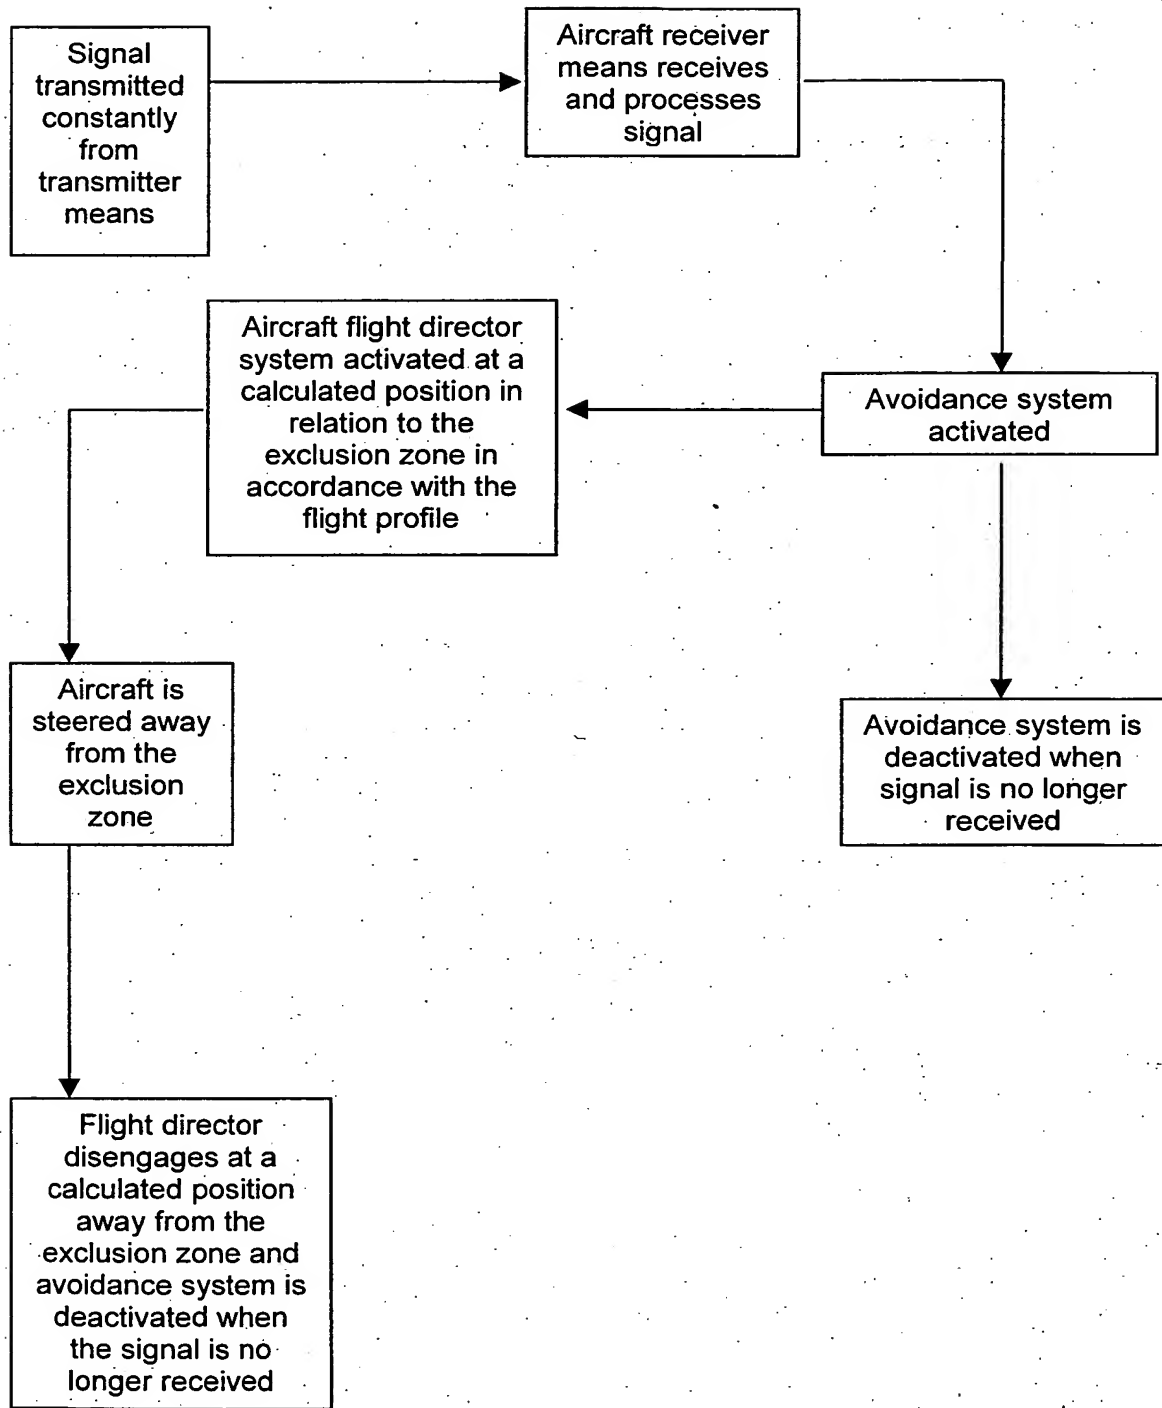 Signal
transmitted
constantly
from
transmitter
means
Aircraft receiver
means receives
and processes
signal
Aircraft flight director
system activated at a
calculated position in
relation to the
exclusion zone in
accordance with the
flight profile
Avoidance system
activated
Aircraft is
steered away
from the
exclusion
zone
Avoidance system is
deactivated when
signal is no longer
received
Flight director
disengages at a
calculated position
away from the
exclusion zone and
avoidance system is
deactivated when
the signal is no
longer received